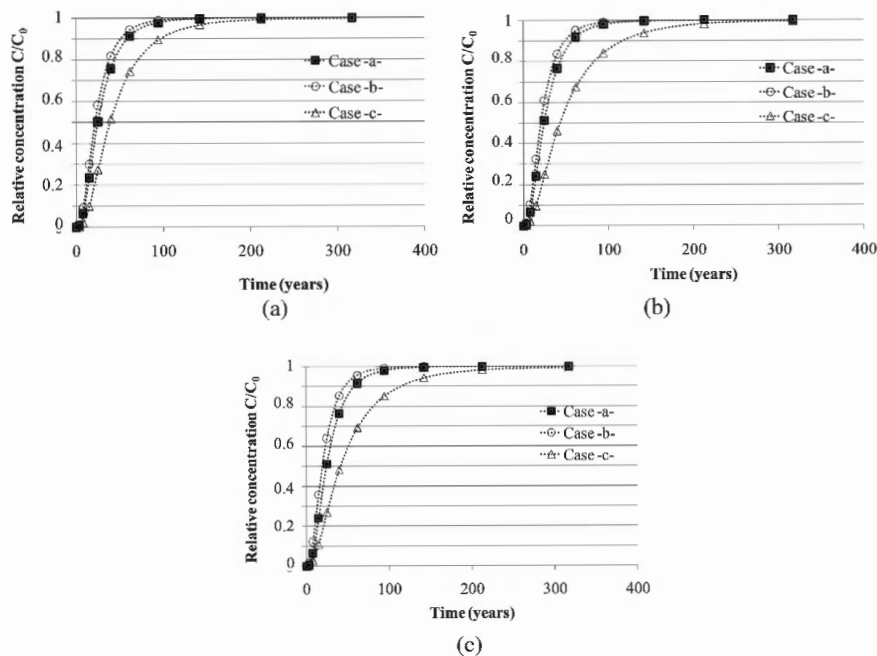 Relative concentration C/C₀
1
0.8
0.6
0.4
0.2
0
0 100 200 300 400
Time (years)
Case -a-
Case -b-
Case -c-
(a)
Relative concentration C/C₀
1
0.8
0.6
0.4
0.2
0
0 100 200 300 400
Time (years)
Case -a-
Case -b-
Case -c-
(b)
Relative concentration C/C₀
1
0.8
0.6
0.4
0.2
0
0 100 200 300 400
Time (years)
Case -a-
Case -b-
Case -c-
(c)